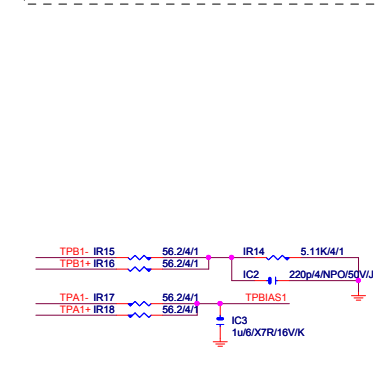 TPB1- IR15 56.2/4/1 IR14 5.11K/4/1
TPB1+ IR16 56.2/4/1
IC2 220p/4/NPO/50V/J
TPA1- IR17 56.2/4/1 TPBIAS1
TPA1+ IR18 56.2/4/1
IC3
1u/6/X7R/16V/K